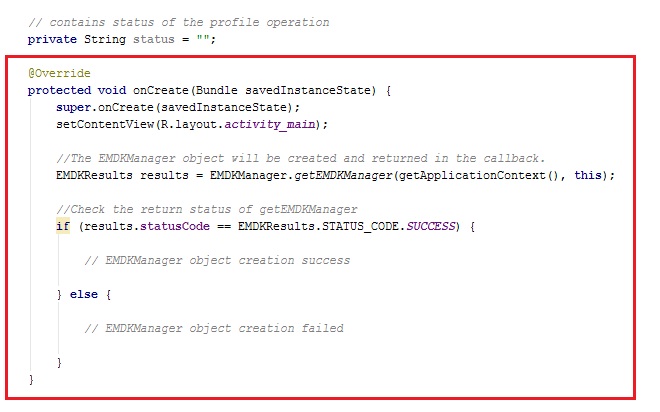 // contains status of the profile operation
private String status = "";
@Override
protected void onCreate(Bundle savedInstanceState) {
super.onCreate(savedInstanceState);
setContentView(R.layout.activity_main);
//The EMDKManager object will be created and returned in the callback.
EMDKResults results = EMDKManager.getEMDKManager(getApplicationContext(), this);
//Check the return status of getEMDKManager
if (results.statusCode == EMDKResults.STATUS_CODE.SUCCESS) {
// EMDKManager object creation success
} else {
// EMDKManager object creation failed
}
}